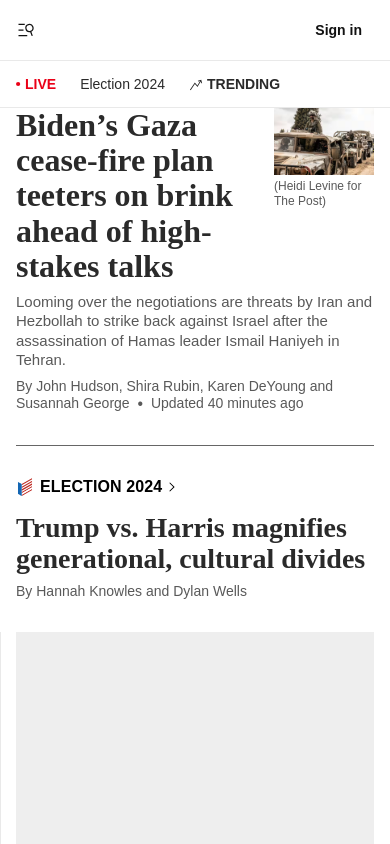 Sign in
LIVE
Election 2024
TRENDING
Biden’s Gaza
cease-fire plan
teeters on brink
ahead of high-
stakes talks
(Heidi Levine for
The Post)
Looming over the negotiations are threats by Iran and
Hezbollah to strike back against Israel after the
assassination of Hamas leader Ismail Haniyeh in
Tehran.
By John Hudson, Shira Rubin, Karen DeYoung and
Susannah George • Updated 40 minutes ago
ELECTION 2024
Trump vs. Harris magnifies
generational, cultural divides
By Hannah Knowles and Dylan Wells